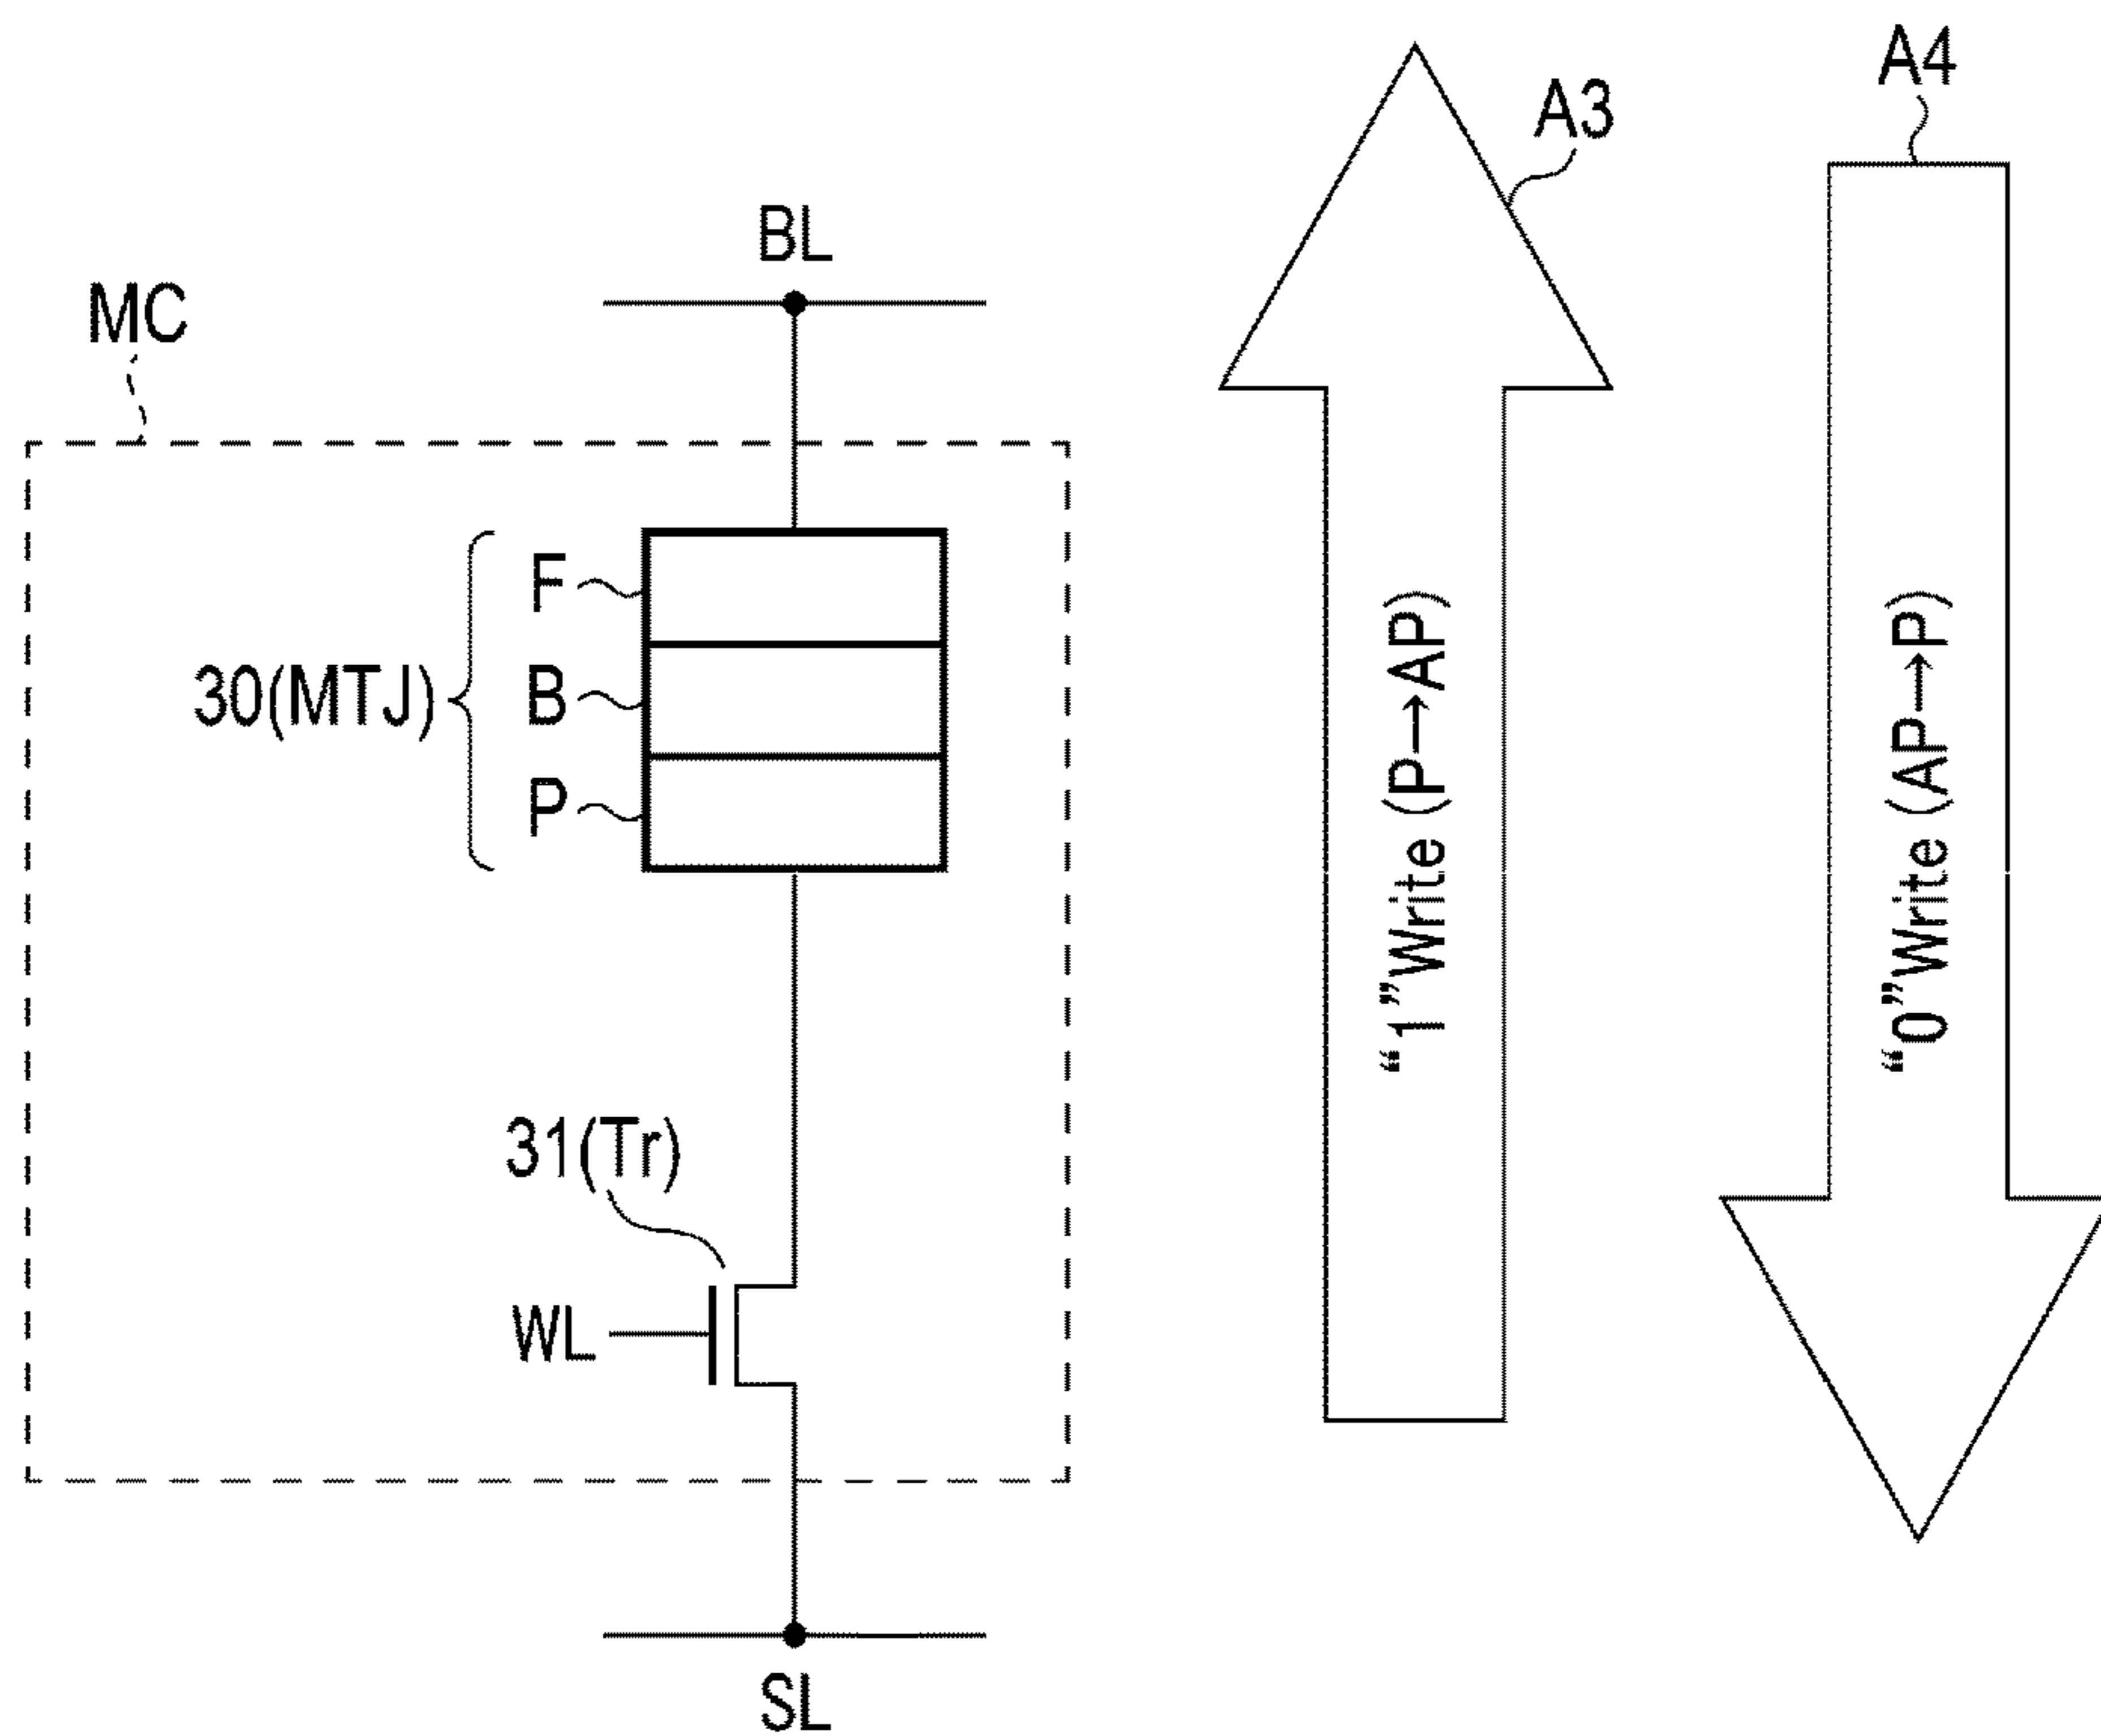 BL
MC
F
B
P
30(MTJ)
31(Tr)
WL
SL
A3
“1”Write (P→AP)
A4
“0”Write (AP→P)